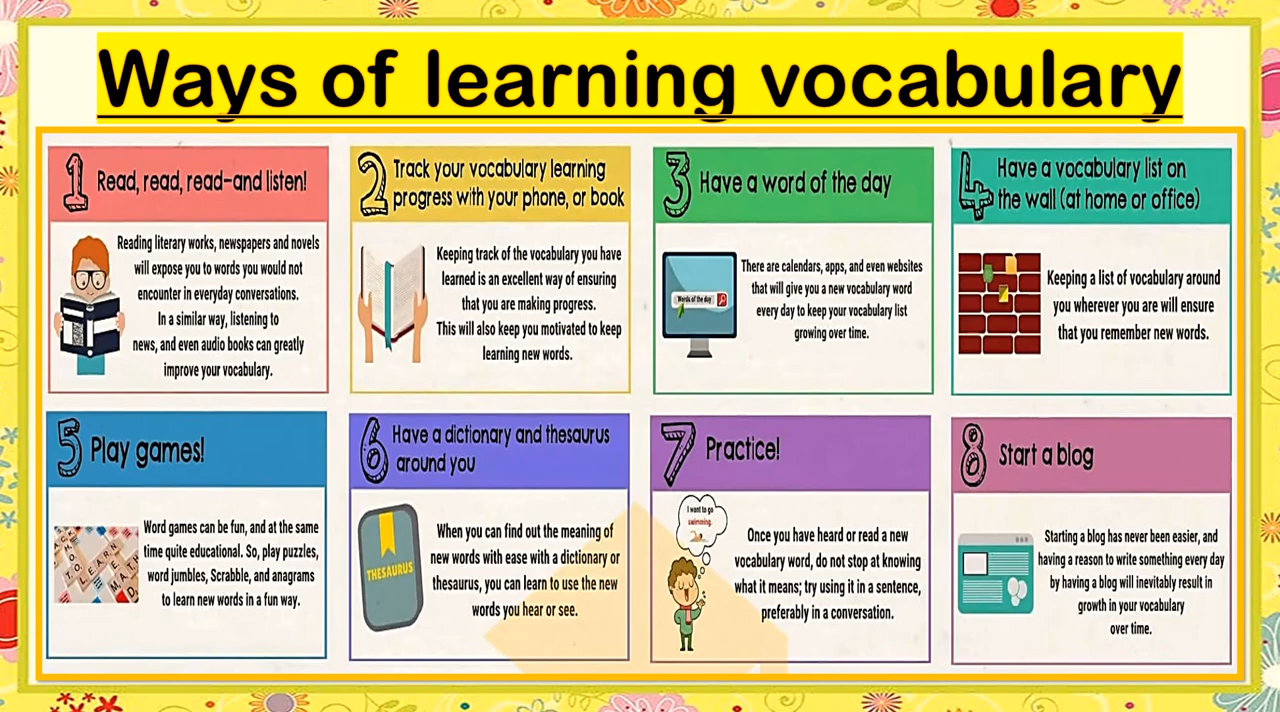 Ways of learning vocabulary
1 Read, read, read-and listen!
Reading literary works, newspapers and novels
will expose you to words you would not
encounter in everyday conversations.
In a similar way, listening to
news, and even audio books can greatly
improve your vocabulary.
2 Track your vocabulary learning
progress with your phone, or book
Keeping track of the vocabulary you have
learned is an excellent way of ensuring
that you are making progress.
This will also keep you motivated to keep
learning new words.
3 Have a word of the day
Words of the day
There are calendars, apps, and even websites
that will give you a new vocabulary word
every day to keep your vocabulary list
growing over time.
4 Have a vocabulary list on
the wall (at home or office)
Keeping a list of vocabulary around
you wherever you are will ensure
that you remember new words.
5 Play games!
LEARN
Word games can be fun, and at the same
time quite educational. So, play puzzles,
word jumbles, Scrabble, and anagrams
to learn new words in a fun way.
6 Have a dictionary and thesaurus
around you
THESAURUS
When you can find out the meaning of
new words with ease with a dictionary or
thesaurus, you can learn to use the new
words you hear or see.
7 Practice!
I want to go
swimming.
Once you have heard or read a new
vocabulary word, do not stop at knowing
what it means; try using it in a sentence,
preferably in a conversation.
8 Start a blog
Starting a blog has never been easier, and
having a reason to write something every day
by having a blog will inevitably result in
growth in your vocabulary
over time.